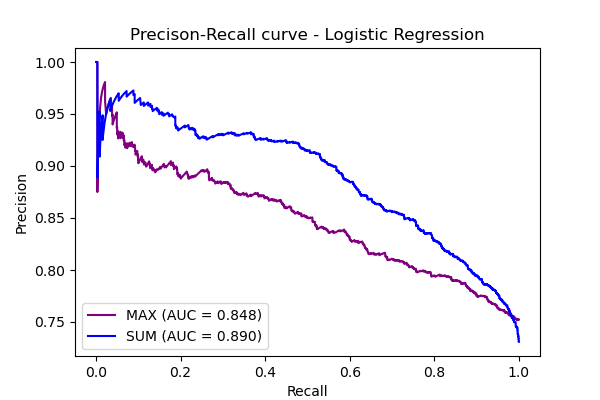 Precison-Recall curve - Logistic Regression
1.00
0.95
0.90
0.85
0.80
0.75
Precision
MAX (AUC = 0.848)
SUM (AUC = 0.890)
0.0 0.2 0.4 0.6 0.8 1.0
Recall